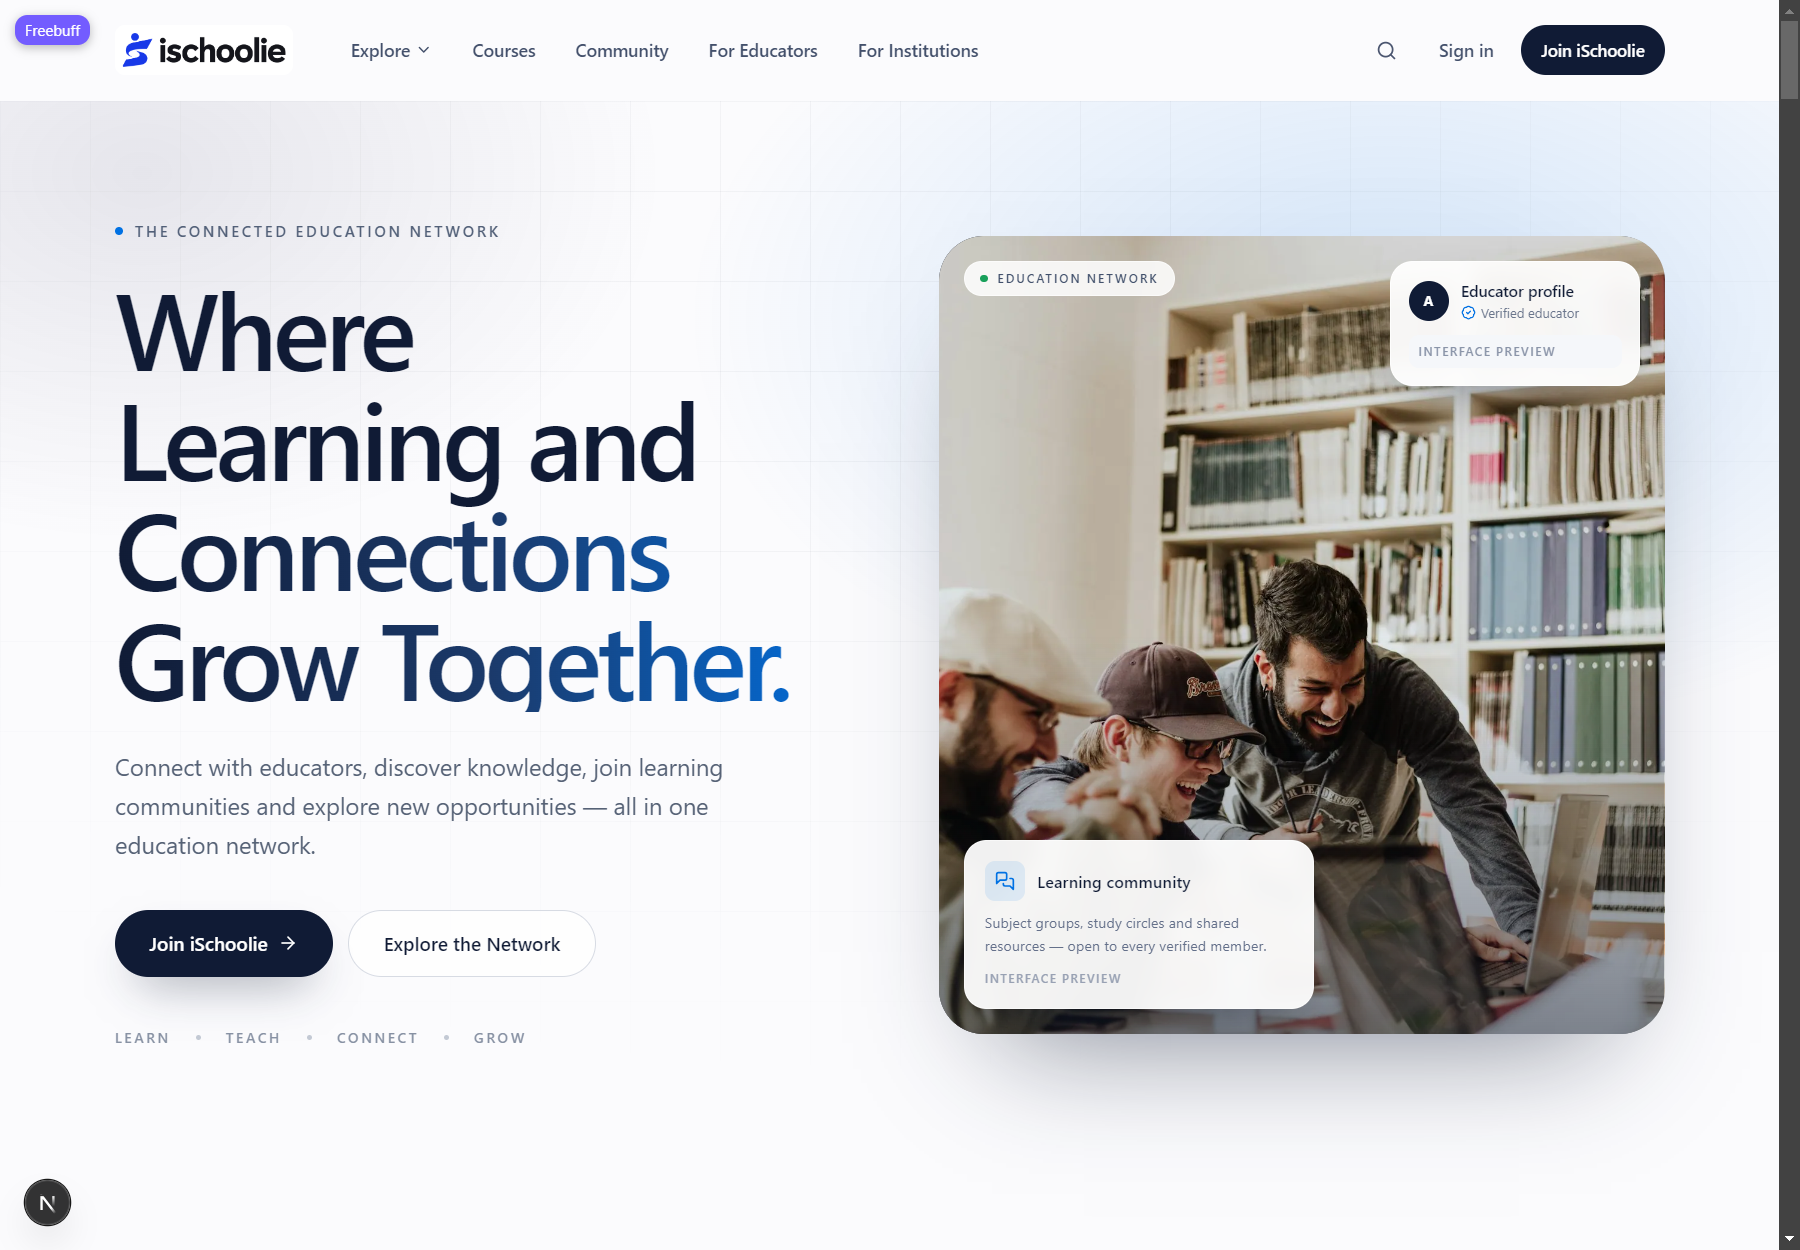 Freebuff
ischoolie
Explore
Courses
Community
For Educators
For Institutions
Sign in
Join iSchoolie
THE CONNECTED EDUCATION NETWORK
Where
Learning and
Connections
Grow Together.
Connect with educators, discover knowledge, join learning
communities and explore new opportunities — all in one
education network.
Join iSchoolie
Explore the Network
LEARN • TEACH • CONNECT • GROW
EDUCATION NETWORK
A
Educator profile
Verified educator
INTERFACE PREVIEW
Learning community
Subject groups, study circles and shared
resources — open to every verified member.
INTERFACE PREVIEW
N